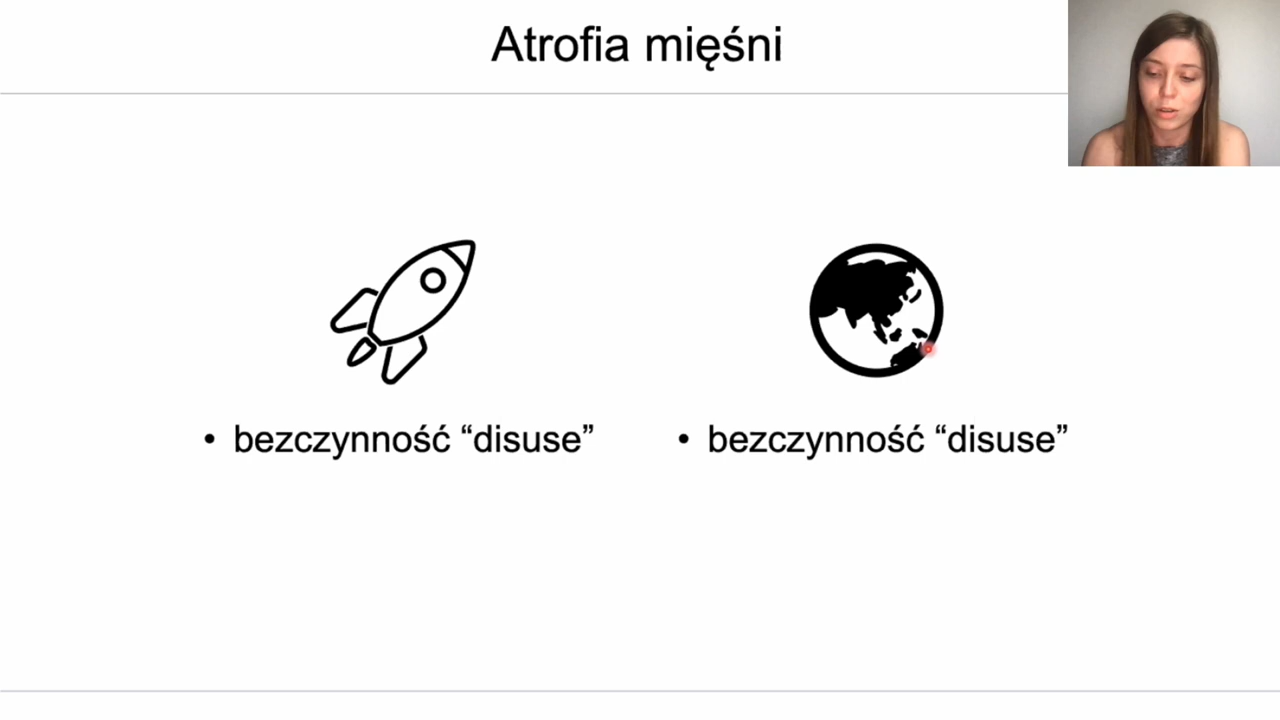 Atrofia mięśni
• bezczynność “disuse”
• bezczynność “disuse”